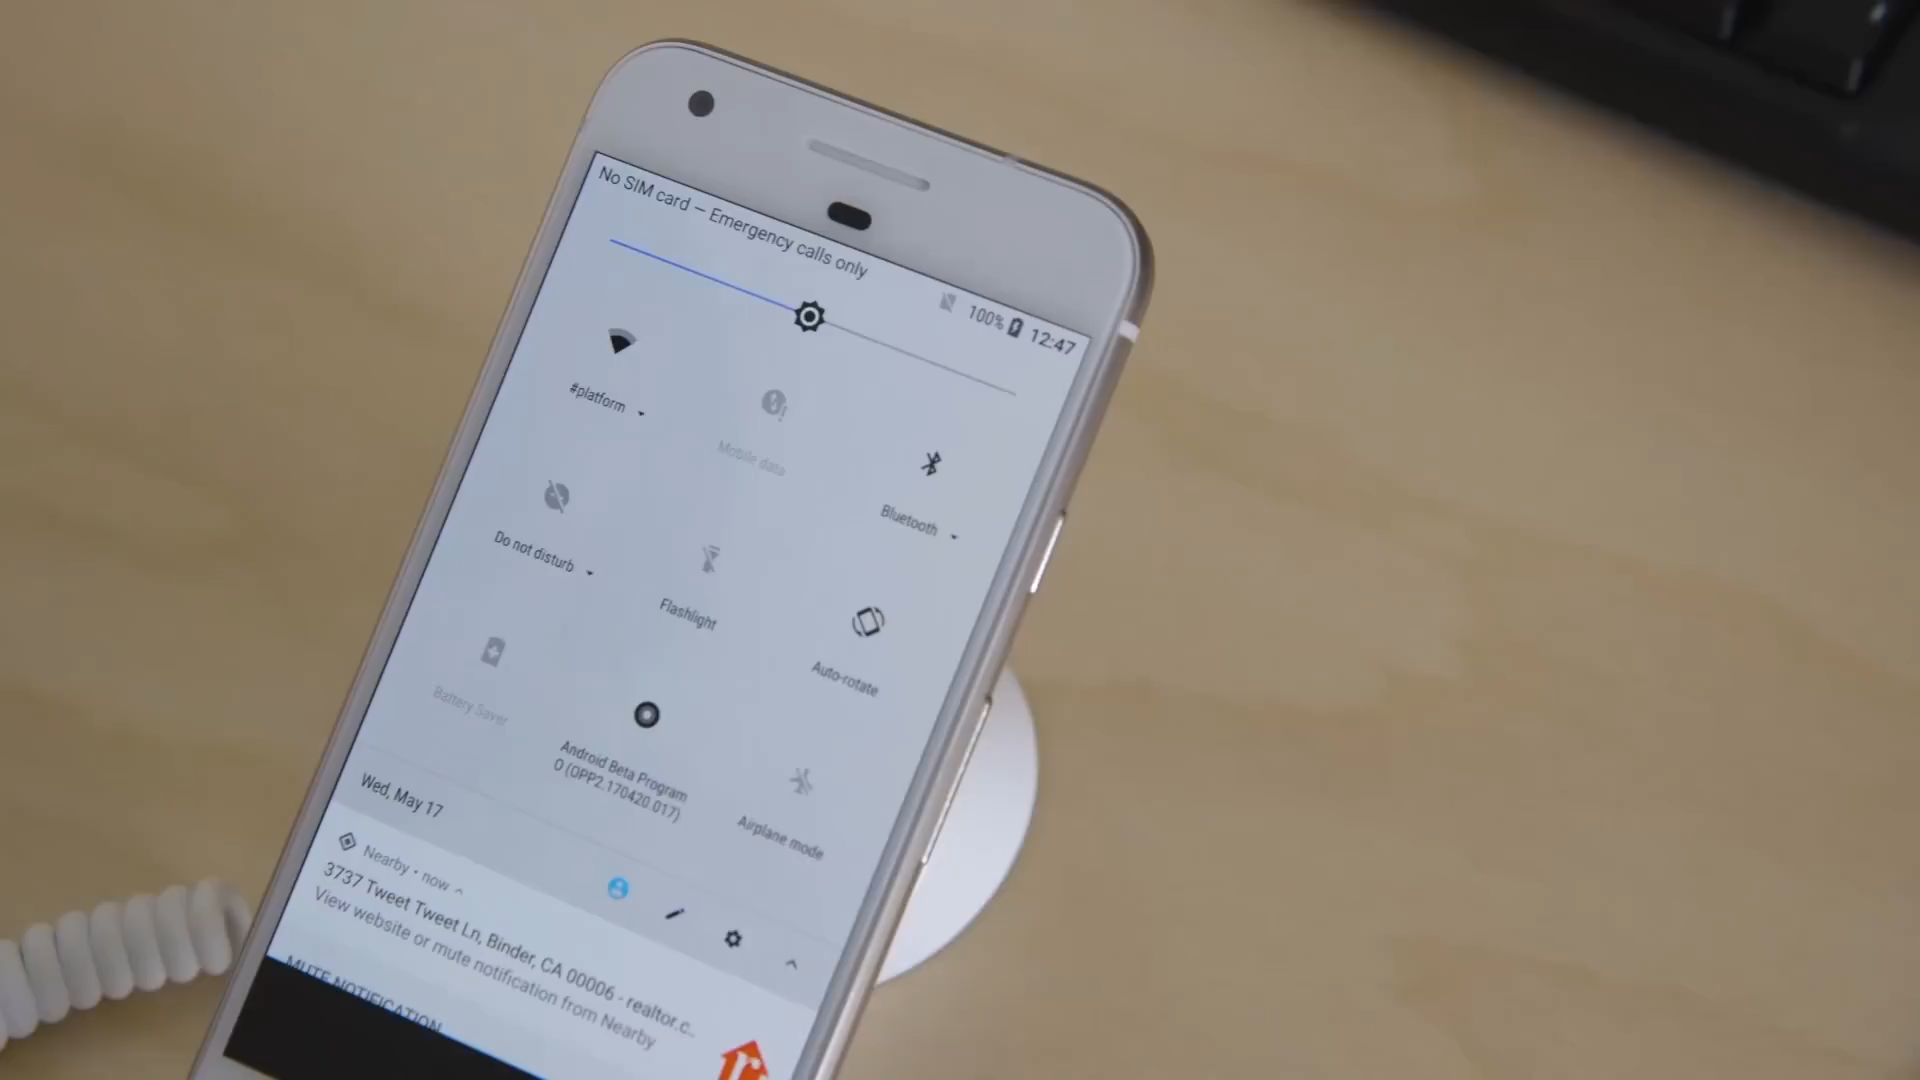 No SIM card – Emergency calls only
100% 12:47
#platform
Mobile data
Bluetooth
Do not disturb
Flashlight
Auto-rotate
Battery Saver
Android Beta Program
O (OPP2.170420.017)
Airplane mode
Wed, May 17
Nearby • now
3737 Tweet Tweet Ln, Binder, CA 00006 - realtor.c..
View website or mute notification from Nearby
MUTE NOTIFICATION
r